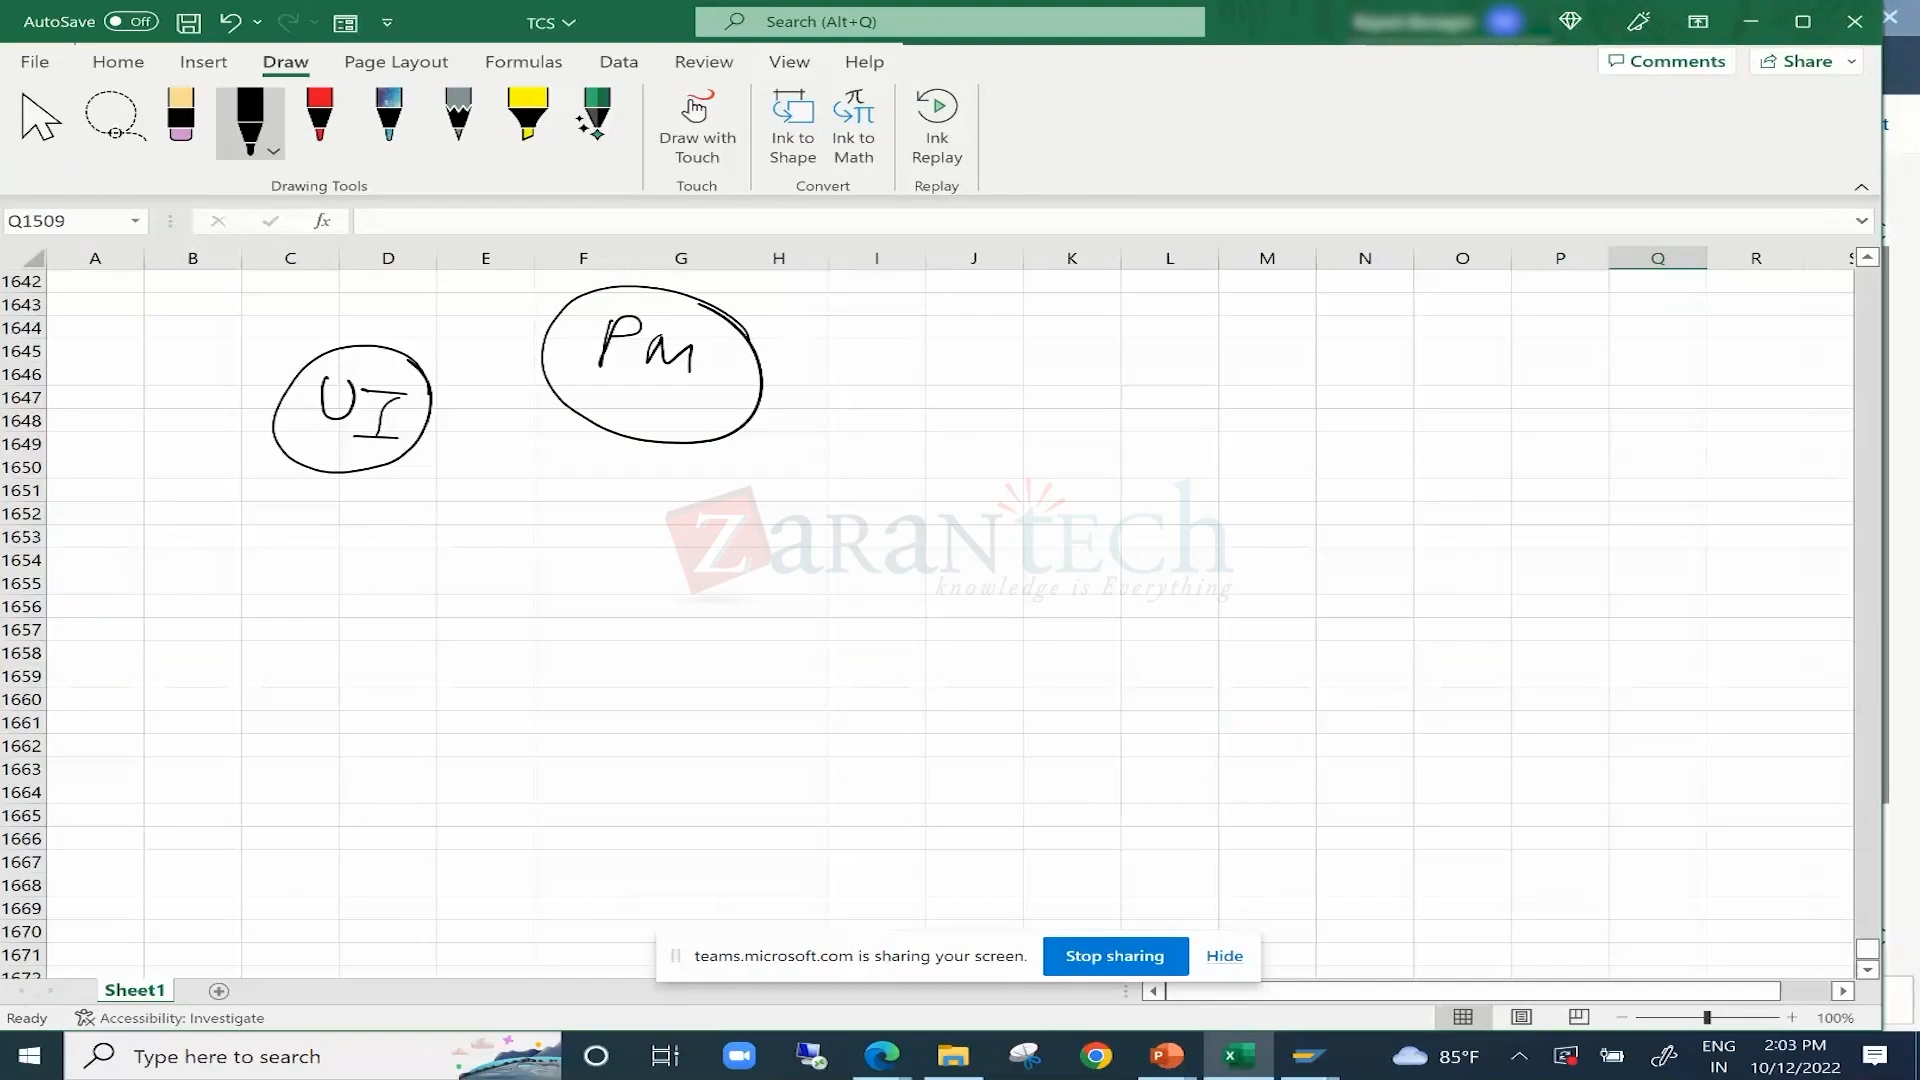 AutoSave Off TCS Search (Alt+Q)
File Home Insert Draw Page Layout Formulas Data Review View Help Comments Share
Draw with Touch Ink to Shape Ink to Math Ink Replay
Drawing Tools Touch Convert Replay
Q1509 fx
A B C D E F G H I J K L M N O P Q R
1642
1643
1644
1645
1646
1647
1648
1649
1650
1651
1652
1653
1654
1655
1656
1657
1658
1659
1660
1661
1662
1663
1664
1665
1666
1667
1668
1669
1670
1671
1672
UI
PM
ZARANTECH
knowledge is Everything
teams.microsoft.com is sharing your screen. Stop sharing Hide
Sheet1
Ready Accessibility: Investigate 100%
Type here to search 85°F ENG IN 2:03 PM 10/12/2022